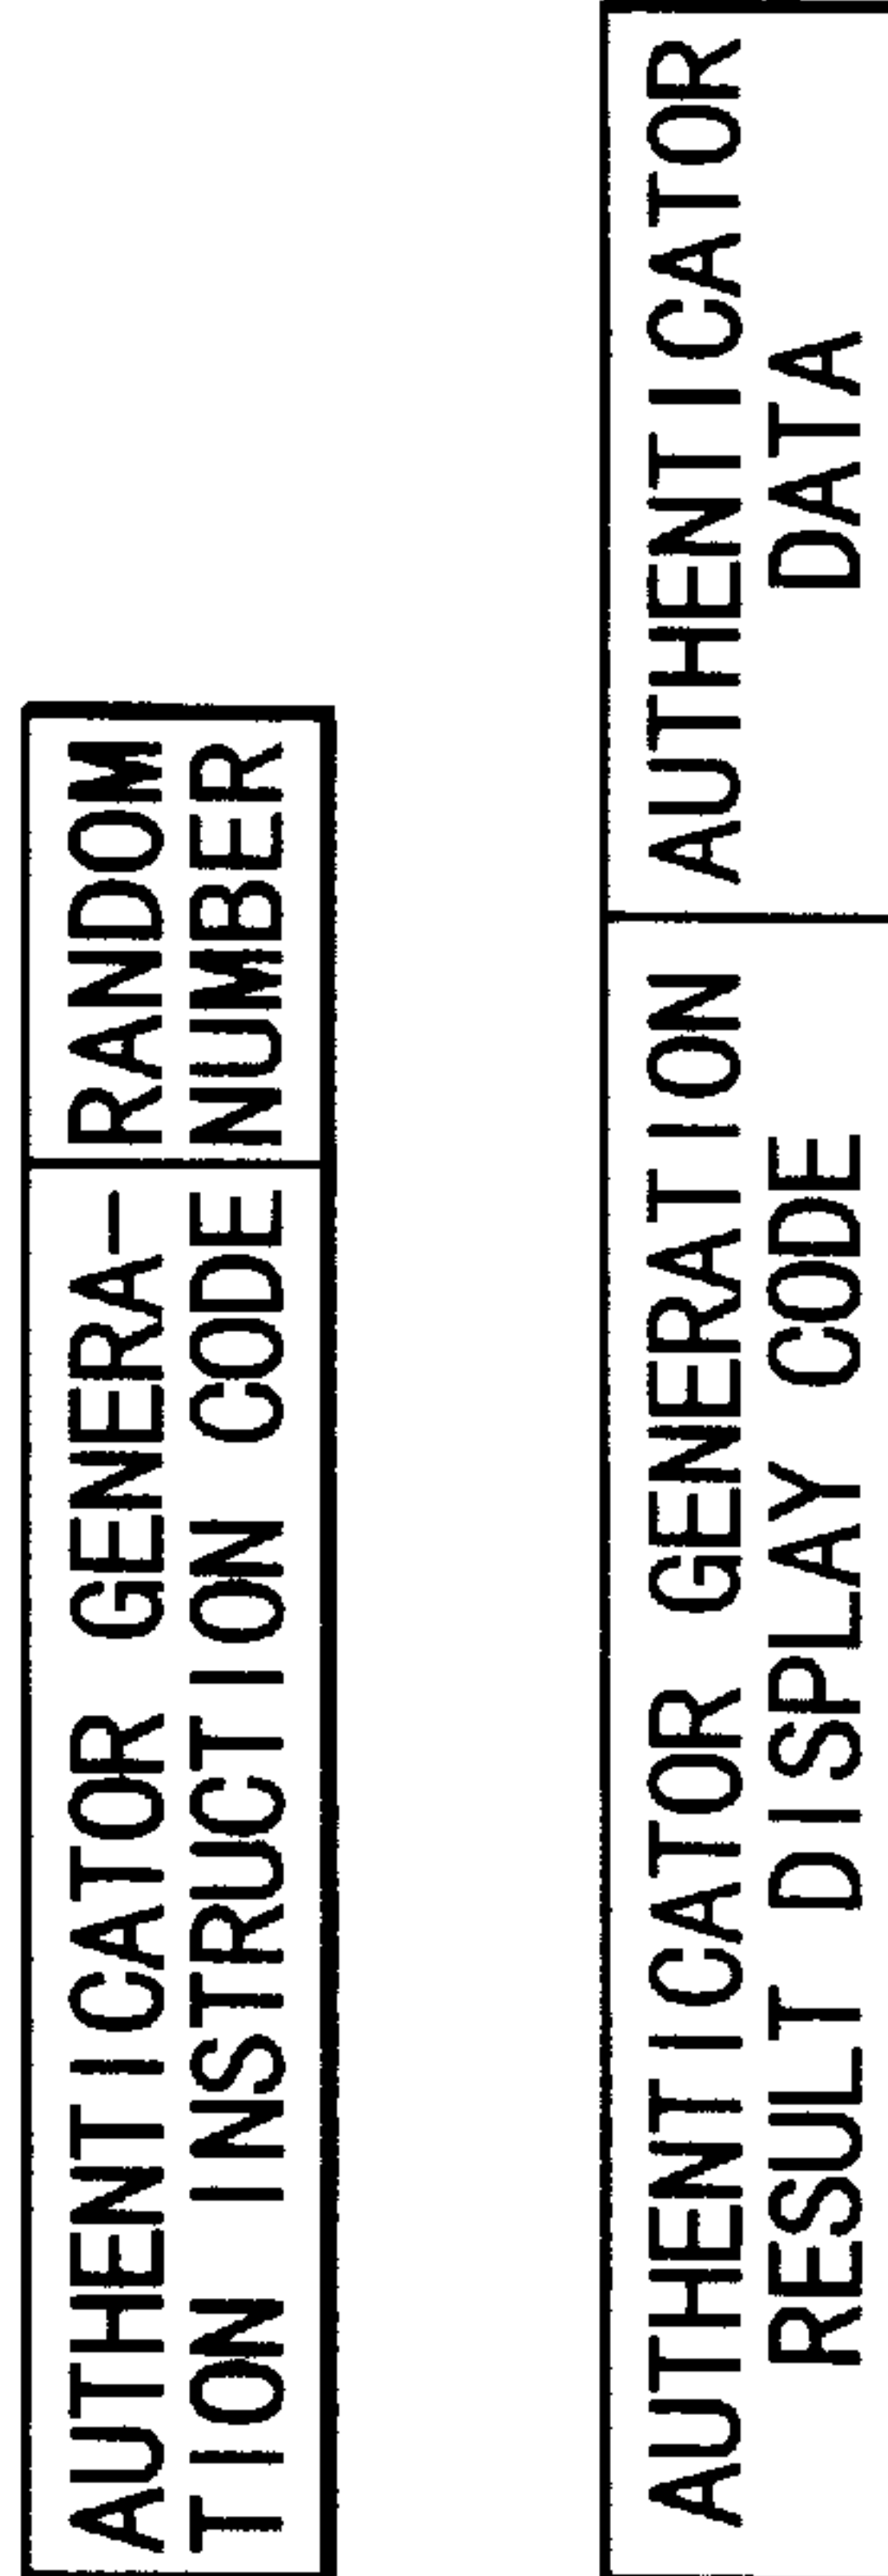 AUTHENTICATOR GENERA-
TION INSTRUCTION CODE
RANDOM
NUMBER
AUTHENTICATOR GENERATION
RESULT DISPLAY CODE
AUTHENTICATOR
DATA